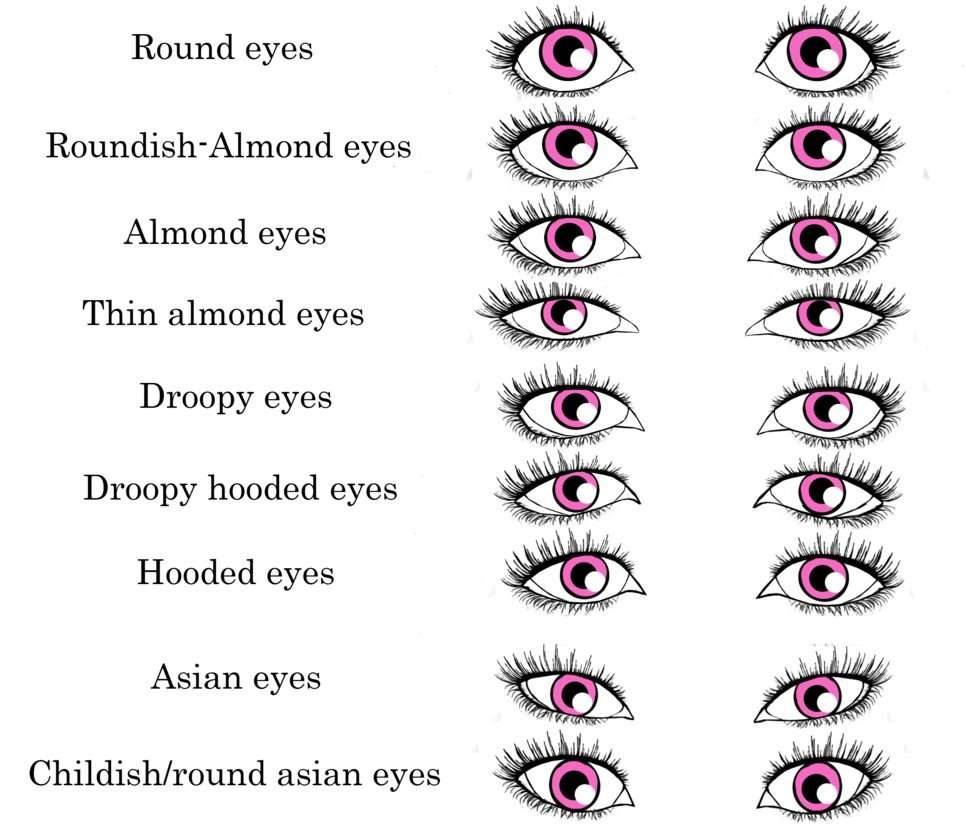 Round eyes
Roundish-Almond eyes
Almond eyes
Thin almond eyes
Droopy eyes
Droopy hooded eyes
Hooded eyes
Asian eyes
Childish/round asian eyes